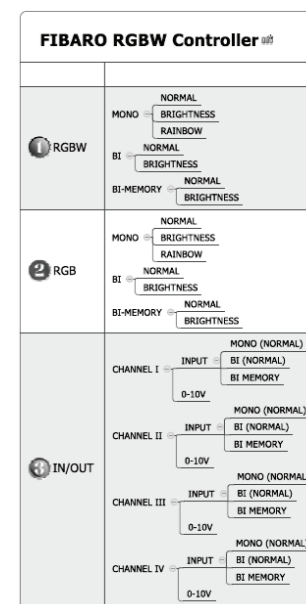 FIBARO RGBW Controller
1 RGBW
MONO
NORMAL
BRIGHTNESS
RAINBOW
BI
NORMAL
BRIGHTNESS
BI-MEMORY
NORMAL
BRIGHTNESS
2 RGB
MONO
NORMAL
BRIGHTNESS
RAINBOW
BI
NORMAL
BRIGHTNESS
BI-MEMORY
NORMAL
BRIGHTNESS
3 IN/OUT
CHANNEL I
INPUT
MONO (NORMAL)
BI (NORMAL)
BI MEMORY
0-10V
CHANNEL II
INPUT
MONO (NORMAL)
BI (NORMAL)
BI MEMORY
0-10V
CHANNEL III
INPUT
MONO (NORMAL
BI (NORMAL)
BI MEMORY
0-10V
CHANNEL IV
INPUT
MONO (NORMAL)
BI (NORMAL)
BI MEMORY
0-10V